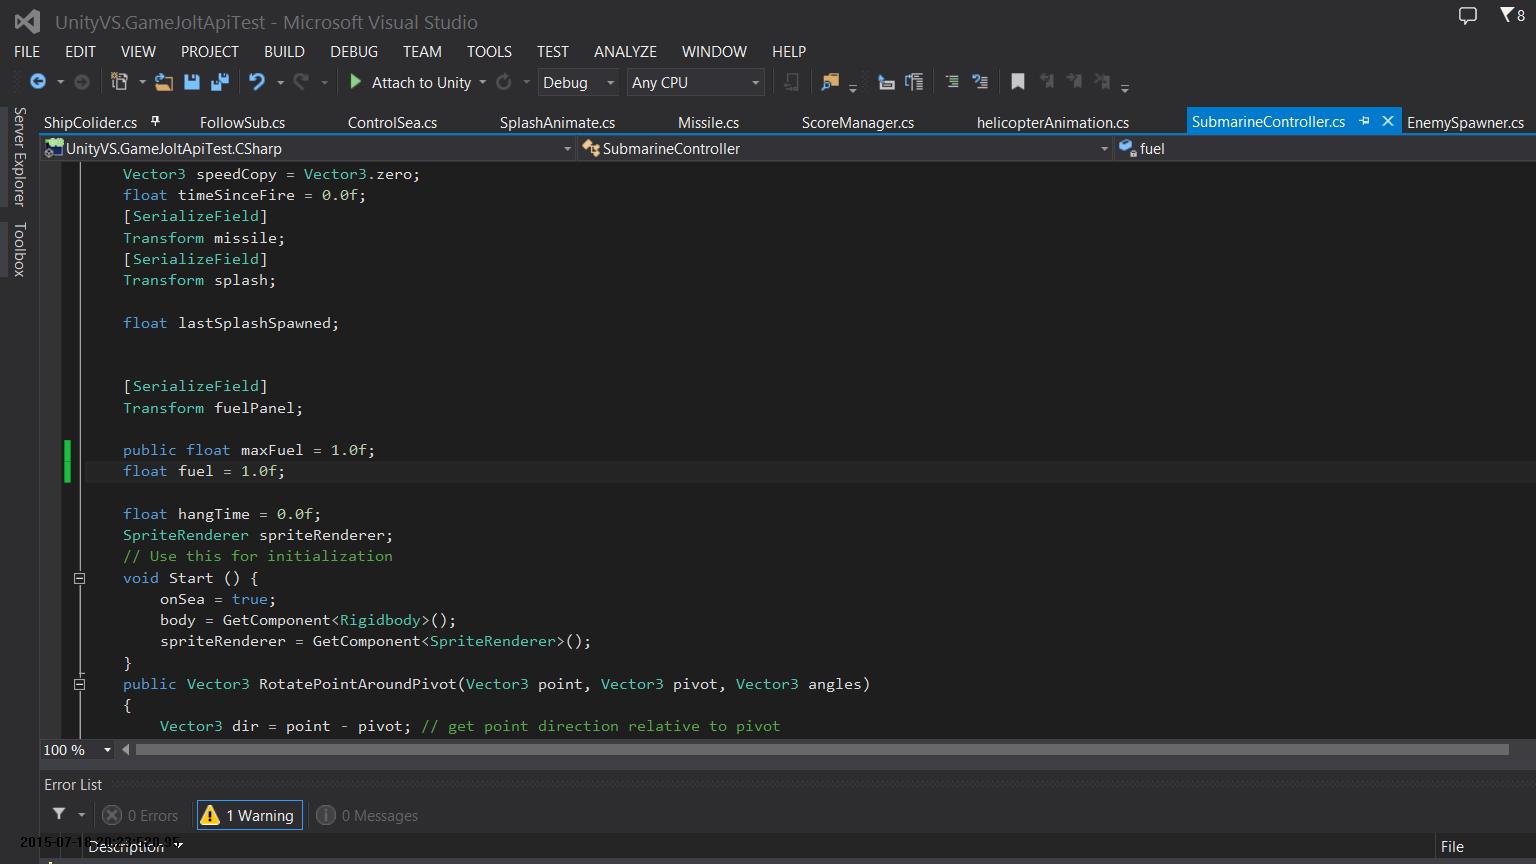 UnityVS.GameJoltApiTest - Microsoft Visual Studio
8
FILE EDIT VIEW PROJECT BUILD DEBUG TEAM TOOLS TEST ANALYZE WINDOW HELP
Attach to Unity Debug Any CPU
Server Explorer
Toolbox
ShipColider.cs FollowSub.cs ControlSea.cs SplashAnimate.cs Missile.cs ScoreManager.cs helicopterAnimation.cs SubmarineController.cs EnemySpawner.cs
UnityVS.GameJoltApiTest.CSharp SubmarineController fuel
Vector3 speedCopy = Vector3.zero;
float timeSinceFire = 0.0f;
[SerializeField]
Transform missile;
[SerializeField]
Transform splash;
float lastSplashSpawned;
[SerializeField]
Transform fuelPanel;
public float maxFuel = 1.0f;
float fuel = 1.0f;
float hangTime = 0.0f;
SpriteRenderer spriteRenderer;
// Use this for initialization
void Start () {
onSea = true;
body = GetComponent<Rigidbody>();
spriteRenderer = GetComponent<SpriteRenderer>();
}
public Vector3 RotatePointAroundPivot(Vector3 point, Vector3 pivot, Vector3 angles)
{
Vector3 dir = point - pivot; // get point direction relative to pivot
100 %
Error List
0 Errors 1 Warning 0 Messages
Description File